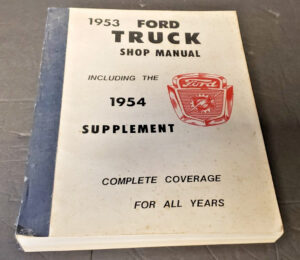 1953 FORD
TRUCK
SHOP MANUAL
INCLUDING THE
1954
SUPPLEMENT
Ford
COMPLETE COVERAGE
FOR ALL YEARS